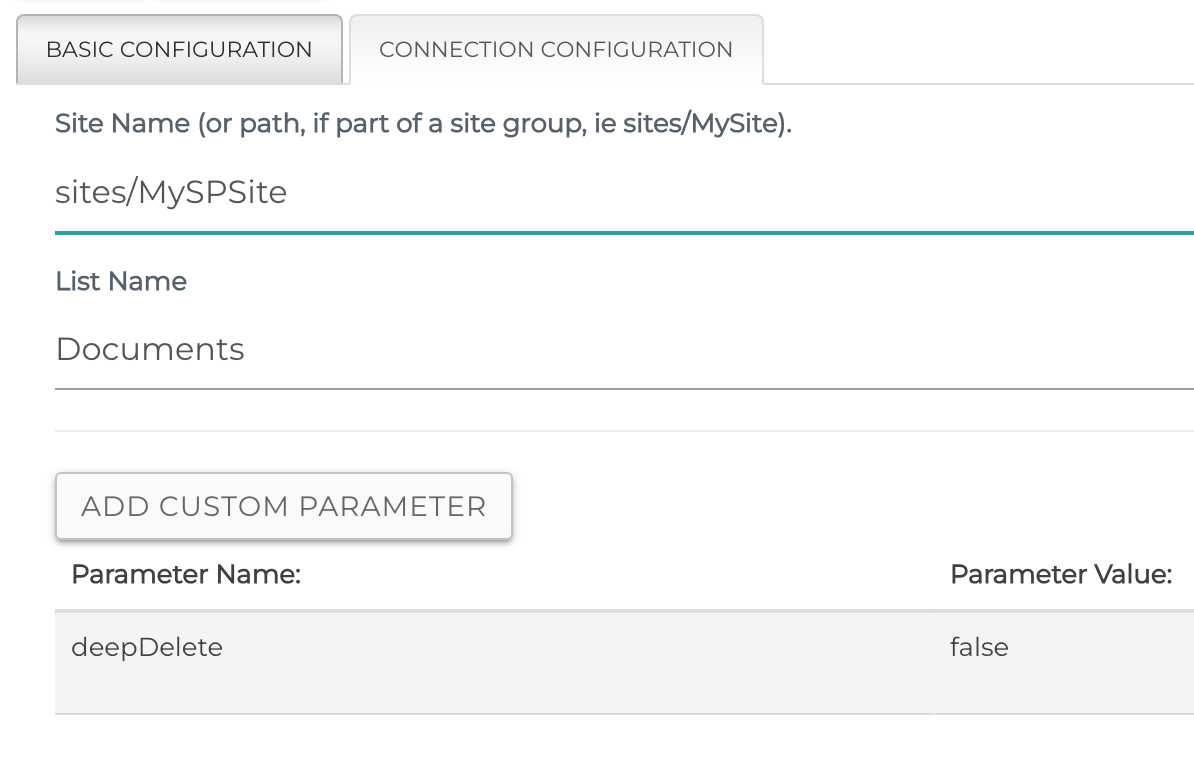 BASIC CONFIGURATION
CONNECTION CONFIGURATION
Site Name (or path, if part of a site group, ie sites/MySite).
sites/MySPSite
List Name
Documents
ADD CUSTOM PARAMETER
Parameter Name:
Parameter Value:
deepDelete
false